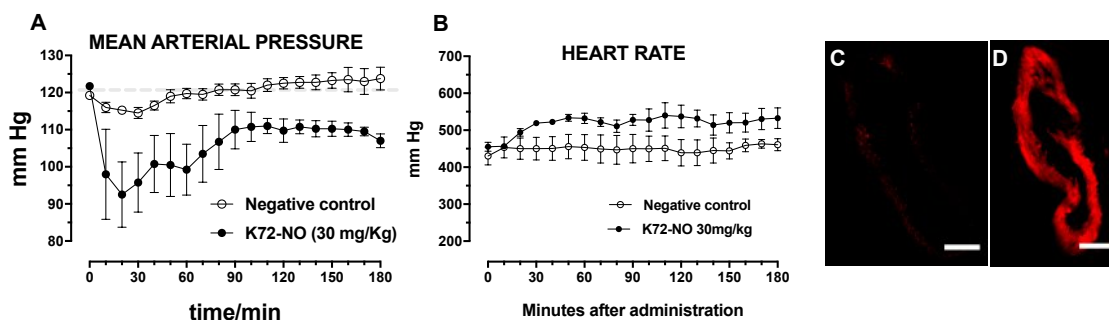 A
MEAN ARTERIAL PRESSURE
130
120
110
100
90
80
mm Hg
0 30 60 90 120 150 180
time/min
Negative control
K72-NO (30 mg/Kg)
B
HEART RATE
700
600
500
400
300
200
mm Hg
0 30 60 90 120 150 180
Minutes after administration
Negative control
K72-NO 30mg/kg
C
D